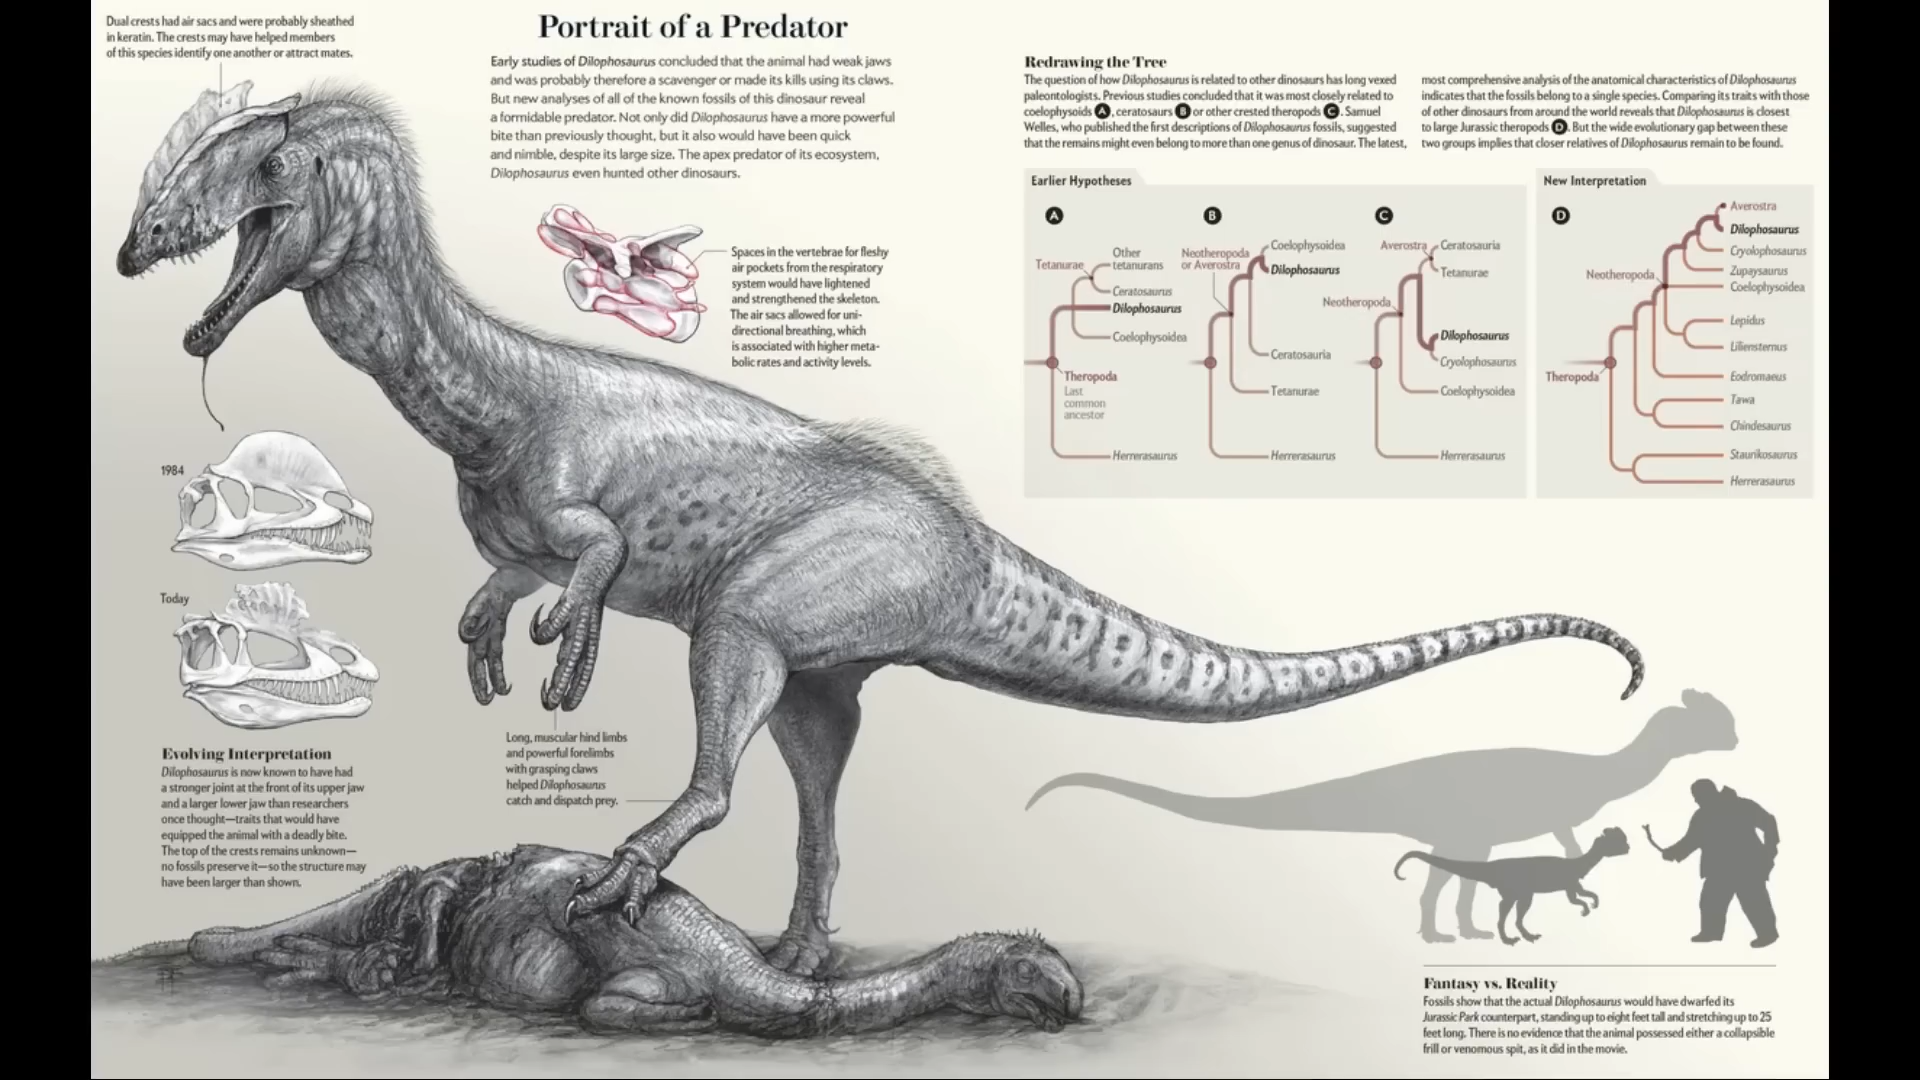 Dual crests had air sacs and were probably sheathed
in keratin. The crests may have helped members
of this species identify one another or attract mates.
Portrait of a Predator
Early studies of Dilophosaurus concluded that the animal had weak jaws
and was probably therefore a scavenger or made its kills using its claws.
But new analyses of all of the known fossils of this dinosaur reveal
a formidable predator. Not only did Dilophosaurus have a more powerful
bite than previously thought, but it also would have been quick
and nimble, despite its large size. The apex predator of its ecosystem,
Dilophosaurus even hunted other dinosaurs.
Spaces in the vertebrae for fleshy
air pockets from the respiratory
system would have lightened
and strengthened the skeleton.
The air sacs allowed for uni-
directional breathing, which
is associated with higher meta-
bolic rates and activity levels.
1984
Today
Evolving Interpretation
Dilophosaurus is now known to have had
a stronger joint at the front of its upper jaw
and a larger lower jaw than researchers
once thought—traits that would have
equipped the animal with a deadly bite.
The top of the crests remains unknown—
no fossils preserve it—so the structure may
have been larger than shown.
Long, muscular hind limbs
and powerful forelimbs
with grasping claws
helped Dilophosaurus
catch and dispatch prey.
Redrawing the Tree
The question of how Dilophosaurus is related to other dinosaurs has long vexed
paleontologists. Previous studies concluded that it was most closely related to
coelophysoids A, ceratosaurs B or other crested theropods C. Samuel
Welles, who published the first descriptions of Dilophosaurus fossils, suggested
that the remains might even belong to more than one genus of dinosaur. The latest,
most comprehensive analysis of the anatomical characteristics of Dilophosaurus
indicates that the fossils belong to a single species. Comparing its traits with those
of other dinosaurs from around the world reveals that Dilophosaurus is closest
to large Jurassic theropods D. But the wide evolutionary gap between these
two groups implies that closer relatives of Dilophosaurus remain to be found.
Earlier Hypotheses
A
Tetanurae
Other
tetanurans
Ceratosaurus
Dilophosaurus
Coelophysoidea
Theropoda
Last
common
ancestor
Herrerasaurus
B
Neotheropoda
or Averostra
Coelophysoidea
Dilophosaurus
Ceratosauria
Tetanurae
Herrerasaurus
C
Averostra
Ceratosauria
Tetanurae
Neotheropoda
Dilophosaurus
Cryolophosaurus
Coelophysoidea
Herrerasaurus
New Interpretation
D
Averostra
Dilophosaurus
Cryolophosaurus
Zupaysaurus
Neotheropoda
Coelophysoidea
Lepidus
Liliensternus
Theropoda
Eodromaeus
Tawa
Chindesaurus
Staurikosaurus
Herrerasaurus
Fantasy vs. Reality
Fossils show that the actual Dilophosaurus would have dwarfed its
Jurassic Park counterpart, standing up to eight feet tall and stretching up to 25
feet long. There is no evidence that the animal possessed either a collapsible
frill or venomous spit, as it did in the movie.